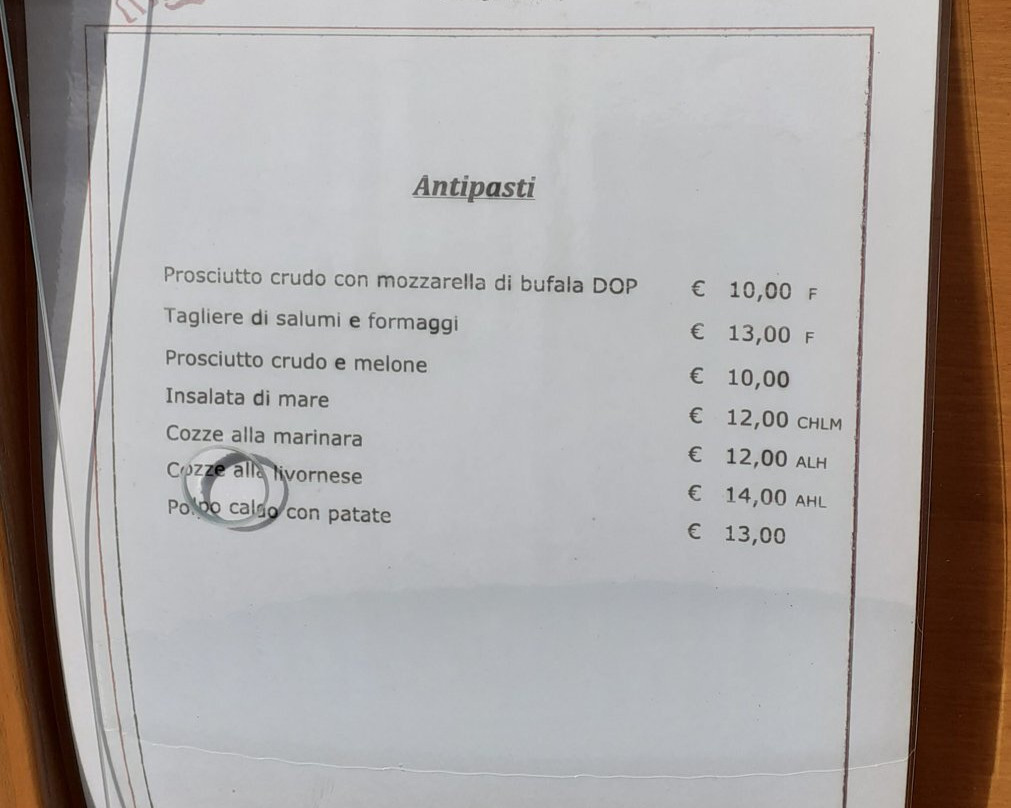 Antipasti
Prosciutto crudo con mozzarella di bufala DOP € 10,00 F
Tagliere di salumi e formaggi € 13,00 F
Prosciutto crudo e melone € 10,00
Insalata di mare € 12,00 CHLM
Cozze alla marinara € 12,00 ALH
Cozze alla livornese € 14,00 AHL
Polpo caldo con patate € 13,00